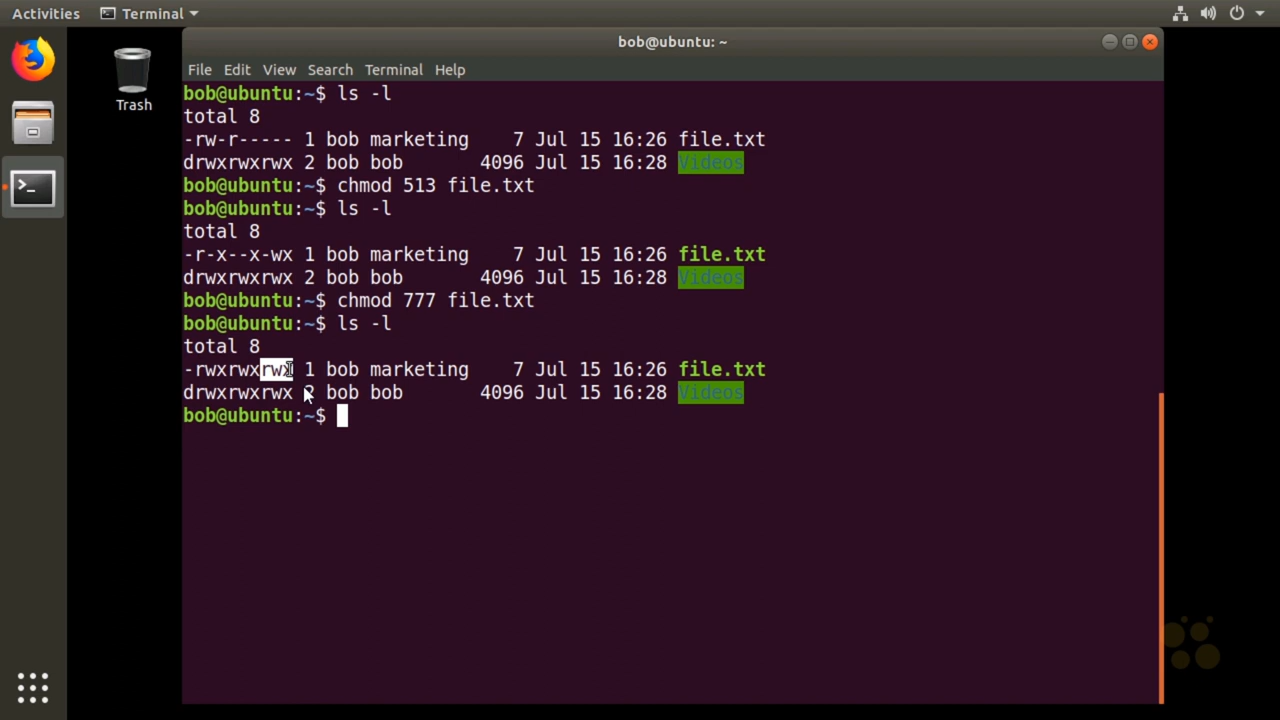 Activities Terminal
bob@ubuntu: ~
File Edit View Search Terminal Help
Trash
bob@ubuntu:~$ ls -l
total 8
-rw-r----- 1 bob marketing    7 Jul 15 16:26 file.txt
drwxrwxrwx 2 bob bob       4096 Jul 15 16:28 Videos
bob@ubuntu:~$ chmod 513 file.txt
bob@ubuntu:~$ ls -l
total 8
-r-x--x-wx 1 bob marketing    7 Jul 15 16:26 file.txt
drwxrwxrwx 2 bob bob       4096 Jul 15 16:28 Videos
bob@ubuntu:~$ chmod 777 file.txt
bob@ubuntu:~$ ls -l
total 8
-rwxrwxrwx 1 bob marketing    7 Jul 15 16:26 file.txt
drwxrwxrwx 2 bob bob       4096 Jul 15 16:28 Videos
bob@ubuntu:~$